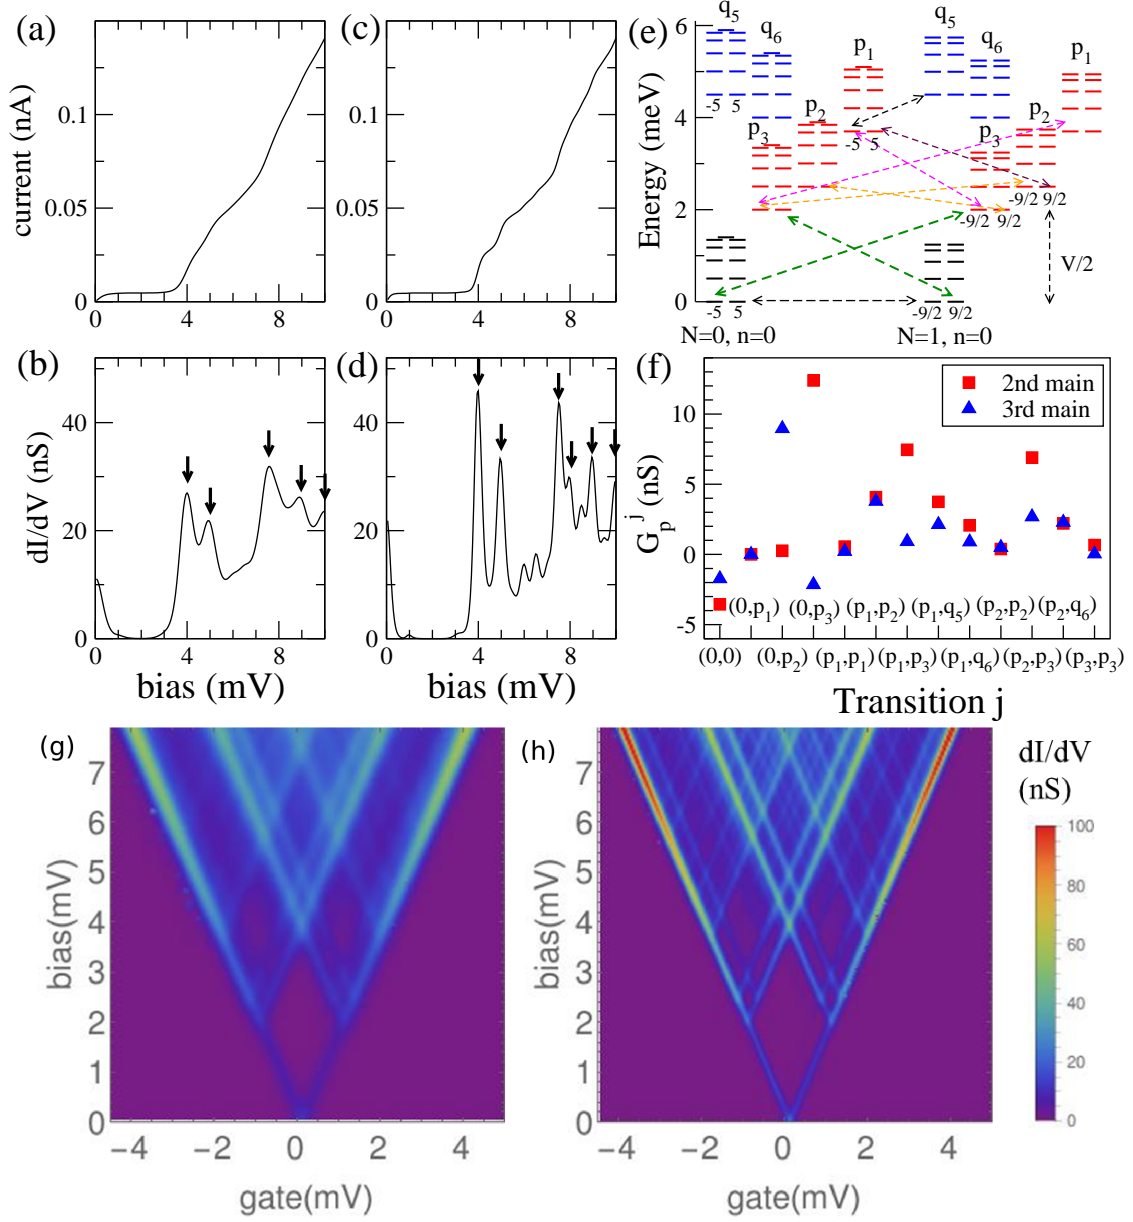 (a)
current (nA)
0.1
0.05
0
0 4 8
(c)
0.1
0.05
0
0 4 8
(e)
Energy (meV)
6
4
2
0
q5
q6
p1
p2
p3
-5 5
-5 5
-5 5
q5
q6
p1
p2
p3
-9/2 9/2
-9/2 9/2
-9/2 9/2
V/2
N=0, n=0
N=1, n=0
(b)
dI/dV (nS)
40
20
0
0 4 8
bias (mV)
(d)
40
20
0
0 4 8
bias (mV)
(f)
2nd main
3rd main
G_p^j (nS)
10
5
0
-5
(0,p1) (0,p3) (p1,p2) (p1,q5) (p2,p2) (p2,q6)
(0,0) (0,p2) (p1,p1) (p1,p3) (p1,q6) (p2,p3) (p3,p3)
Transition j
(g)
bias(mV)
7
6
5
4
3
2
1
0
−4 −2 0 2 4
gate(mV)
(h)
bias(mV)
7
6
5
4
3
2
1
0
−4 −2 0 2 4
gate(mV)
dI/dV
(nS)
100
80
60
40
20
0